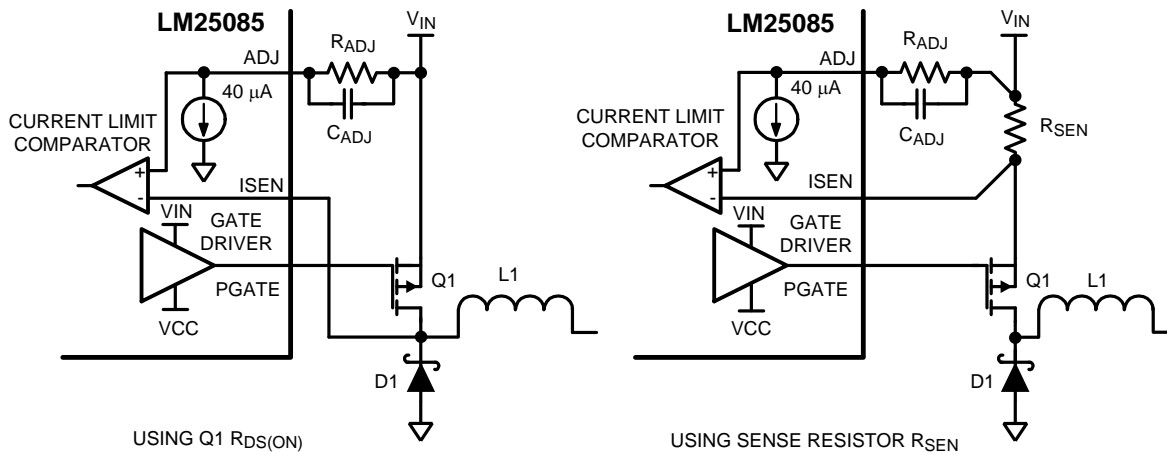 LM25085
VIN
RADJ
ADJ
40 μA
CADJ
CURRENT LIMIT
COMPARATOR
+
-
ISEN
VIN
GATE
DRIVER
PGATE
VCC
Q1
L1
D1
USING Q1 RDS(ON)
LM25085
VIN
RADJ
ADJ
40 μA
CADJ
RSEN
CURRENT LIMIT
COMPARATOR
+
-
ISEN
VIN
GATE
DRIVER
PGATE
VCC
Q1
L1
D1
USING SENSE RESISTOR RSEN